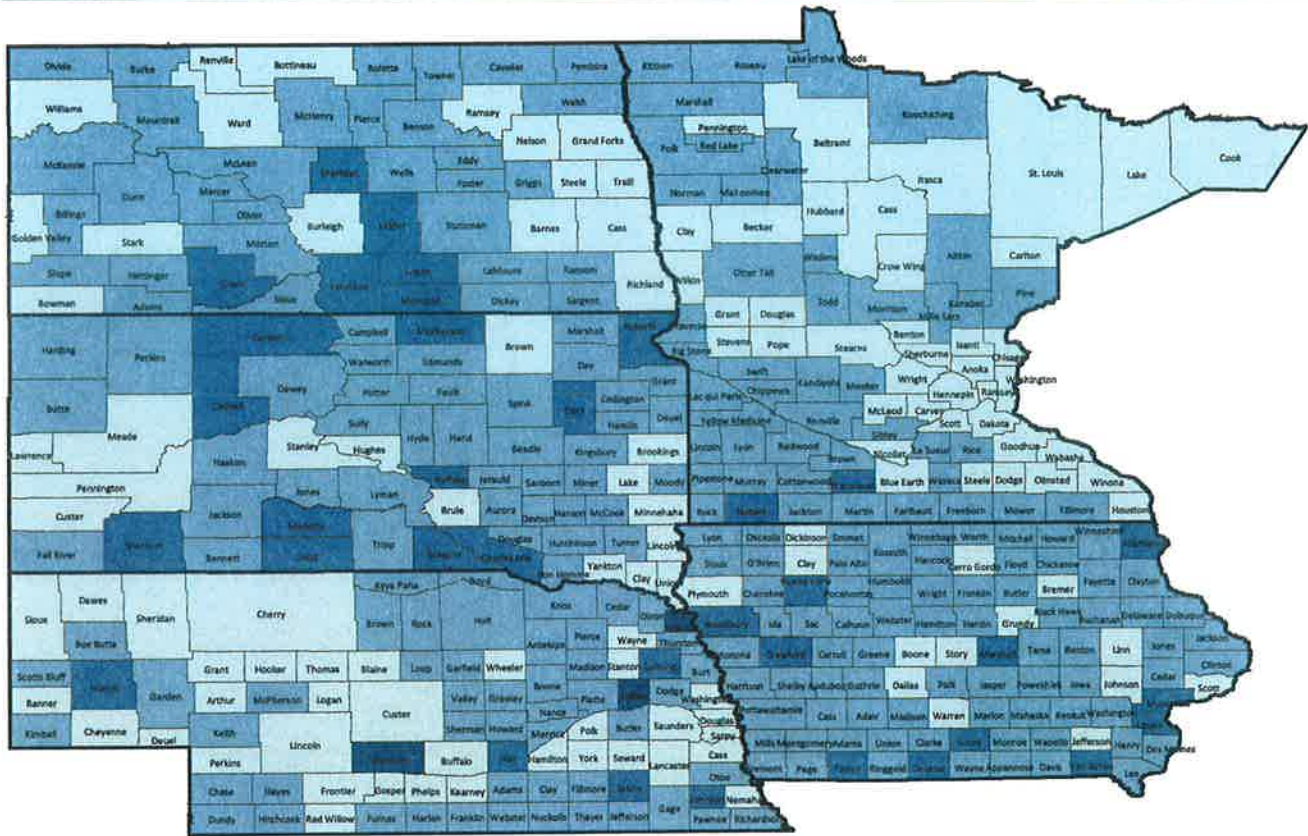 Divide Burke Renville Bottineau Rolette Towner Cavalier Pembina Kittson Roseau Lake of the Woods
Williams Mountrail Ward McHenry Pierce Benson Ramsey Walsh Marshall Koochiching
Nelson Grand Forks Pennington Beltrami
McKenzie McLean Sheridan Wells Eddy Polk Red Lake Clearwater Itasca St. Louis Lake Cook
Dunn Mercer Foster Griggs Steele Traill Norman Mahnomen
Billings Oliver Hubbard Cass
Golden Valley Stark Morton Burleigh Stutsman Barnes Cass Clay Becker
Slope Hettinger Grant LaMoure Ransom Richland Otter Tail Wadena Crow Wing Aitkin Carlton
Bowman Adams Sioux Dickey Sargent Todd Morrison Mille Lacs Kanabec Pine
Grant Douglas
Harding Perkins Campbell Brown Marshall Stevens Pope Stearns Benton Isanti
Walworth Edmunds Day Big Stone Sherburne Chisago
Dewey Swift Wright Anoka Washington
Butte Potter Faulk Spink Codington Grant Chippewa Kandiyohi Meeker Hennepin Ramsey
Meade Sully Hamlin Deuel Lac qui Parle McLeod Carver
Lawrence Stanley Hughes Hyde Hand Yellow Medicine Renville Scott Dakota
Haakon Beadle Kingsbury Brookings Lincoln Lyon Redwood Sibley Nicollet Le Sueur Rice Goodhue Wabasha
Pennington Jones Lyman Buffalo Jerauld Sanborn Miner Lake Moody Pipestone Murray Cottonwood Brown Blue Earth Waseca Steele Dodge Olmsted Winona
Custer Jackson Brule Aurora Davison Hanson McCook Minnehaha Rock Nobles Jackson Martin Faribault Freeborn Mower Fillmore Houston
Fall River Shannon Bennett Todd Tripp Douglas Hutchinson Turner Lincoln Lyon Osceola Dickinson Emmet Kossuth Winnebago Worth Mitchell Howard Winneshiek
Yankton Clay Union Sioux O'Brien Clay Palo Alto Hancock Cerro Gordo Floyd Chickasaw
Keya Paha Boyd Plymouth Cherokee Pocahontas Humboldt Wright Franklin Butler Bremer Fayette Clayton
Sioux Dawes Sheridan Cherry Brown Rock Holt Knox Cedar Dixon Woodbury Ida Sac Calhoun Webster Hamilton Hardin Grundy Black Hawk Buchanan Delaware Dubuque
Box Butte Antelope Pierce Wayne Thurston Monona Crawford Carroll Greene Boone Story Marshall Tama Benton Linn Jones Jackson
Scotts Bluff Morrill Garden Grant Hooker Thomas Blaine Loup Garfield Wheeler Madison Stanton Burt Harrison Shelby Audubon Guthrie Dallas Polk Jasper Poweshiek Iowa Johnson Cedar Clinton Scott
Banner Arthur McPherson Logan Custer Valley Greeley Boone Platte Dodge Washington Pottawattamie Cass Adair Madison Warren Marion Mahaska Keokuk Washington
Kimball Cheyenne Deuel Keith Lincoln Sherman Howard Nance Merrick Polk Butler Saunders Douglas Sarpy Mills Montgomery Adams Union Clarke Monroe Wapello Jefferson Henry Des Moines
Perkins Buffalo Hall Hamilton York Seward Lancaster Cass Otoe Page Taylor Ringgold Decatur Wayne Appanoose Davis Van Buren Lee
Chase Hayes Frontier Gosper Phelps Kearney Adams Clay Fillmore Saline Nemaha
Dundy Hitchcock Red Willow Furnas Harlan Franklin Webster Nuckolls Thayer Jefferson Gage Pawnee Richardson